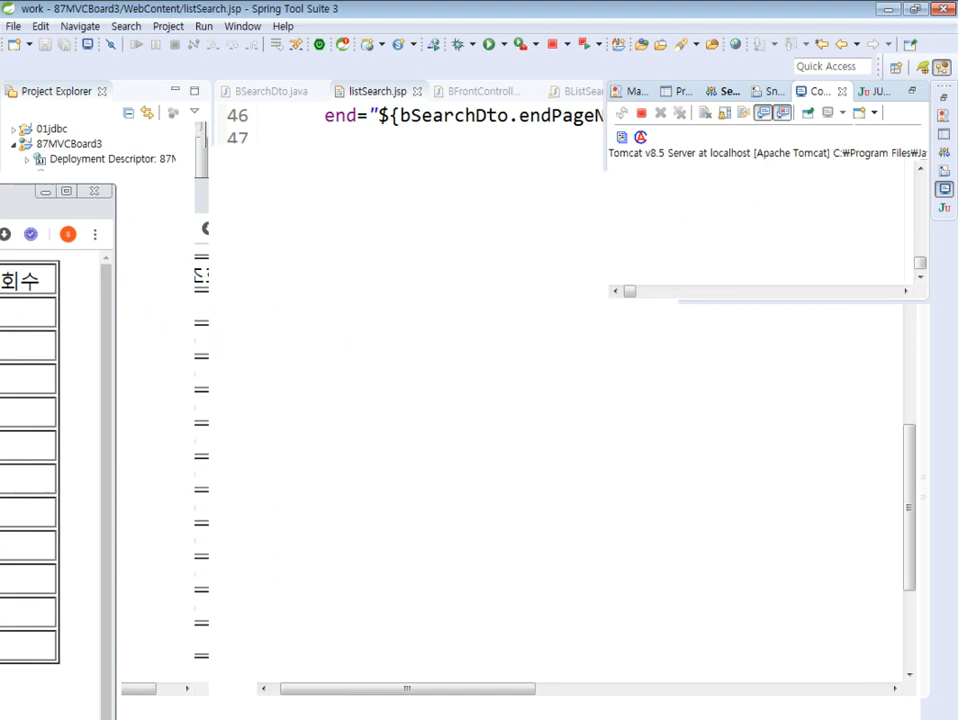 work - 87MVCBoard3/WebContent/listSearch.jsp - Spring Tool Suite 3
File Edit Navigate Search Project Run Window Help
Quick Access
Project Explorer
BSearchDto.java listSearch.jsp BFrontControll... BListSear
Ma... Pr... Se... Sn... Co... JU...
46 end="${bSearchDto.endPageN
47
01jdbc
87MVCBoard3
Deployment Descriptor: 87M
Tomcat v8.5 Server at localhost [Apache Tomcat] C:₩Program Files₩Ja
s
회수